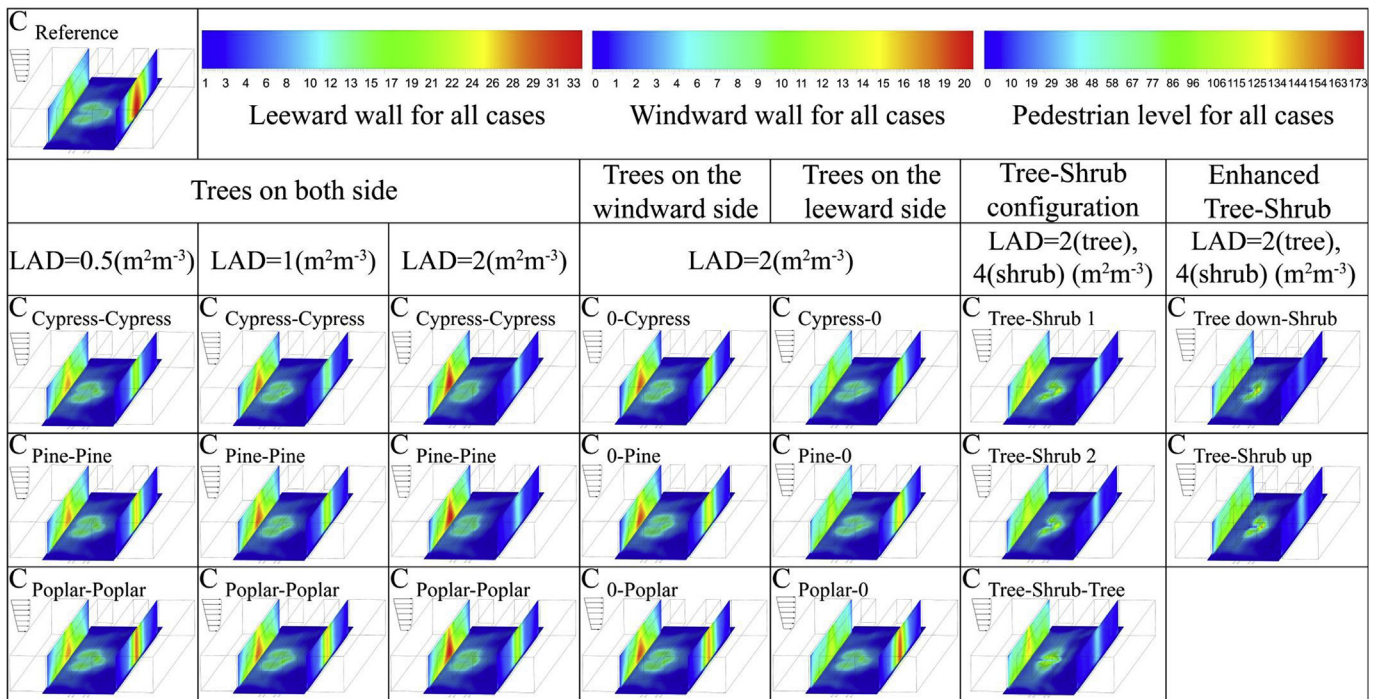 C Reference
1 3 5 8 10 12 13 15 17 19 21 22 24 26 28 29 31 33
Leeward wall for all cases
0 1 2 3 4 5 6 7 9 10 11 12 13 14 15 16 17 19 20
Windward wall for all cases
0 10 19 29 38 48 58 67 77 86 96 106 115 125 134 144 154 163 173
Pedestrian level for all cases
Trees on both side
Trees on the
windward side
Trees on the
leeward side
Tree-Shrub
configuration
Enhanced
Tree-Shrub
LAD=0.5(m²m⁻³)
LAD=1(m²m⁻³)
LAD=2(m²m⁻³)
LAD=2(m²m⁻³)
LAD=2(tree),
4(shrub) (m²m⁻³)
LAD=2(tree),
4(shrub) (m²m⁻³)
C Cypress-Cypress
C Cypress-Cypress
C Cypress-Cypress
C 0-Cypress
C Cypress-0
C Tree-Shrub 1
C Tree down-Shrub
C Pine-Pine
C Pine-Pine
C Pine-Pine
C 0-Pine
C Pine-0
C Tree-Shrub 2
C Tree-Shrub up
C Poplar-Poplar
C Poplar-Poplar
C Poplar-Poplar
C 0-Poplar
C Poplar-0
C Tree-Shrub-Tree